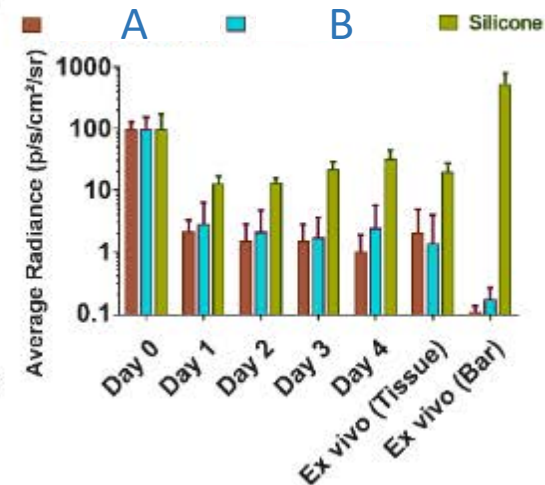 A B Silicone
Average Radiance (p/s/cm²/sr)
1000
100
10
1
0.1
Day 0
Day 1
Day 2
Day 3
Day 4
Ex vivo (Tissue)
Ex vivo (Bar)